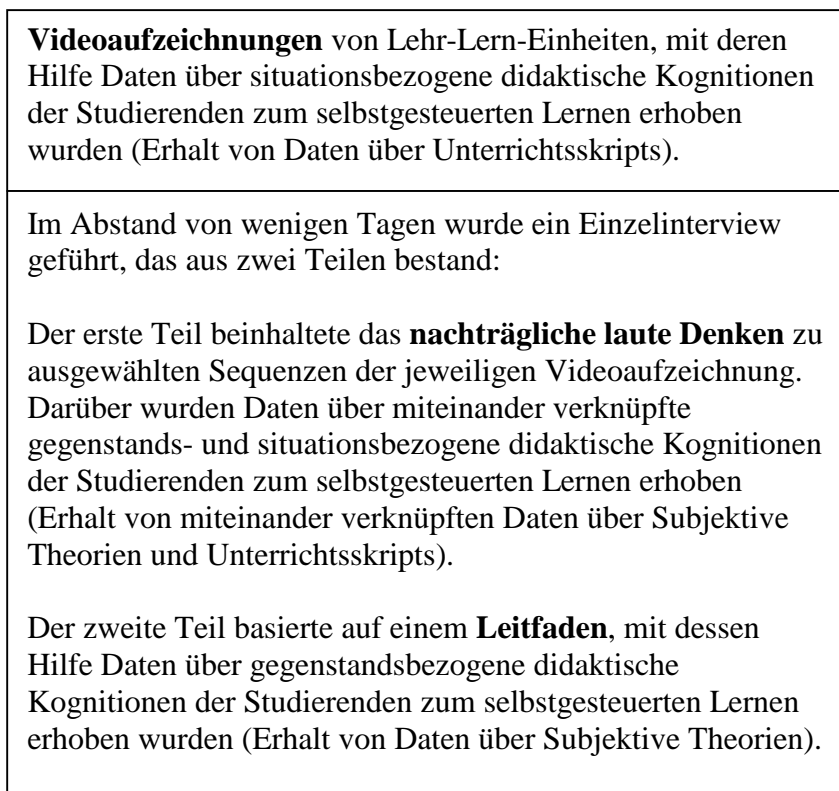 Videoaufzeichnungen von Lehr-Lern-Einheiten, mit deren
Hilfe Daten über situationsbezogene didaktische Kognitionen
der Studierenden zum selbstgesteuerten Lernen erhoben
wurden (Erhalt von Daten über Unterrichtsskripts).
Im Abstand von wenigen Tagen wurde ein Einzelinterview
geführt, das aus zwei Teilen bestand:
Der erste Teil beinhaltete das nachträgliche laute Denken zu
ausgewählten Sequenzen der jeweiligen Videoaufzeichnung.
Darüber wurden Daten über miteinander verknüpfte
gegenstands- und situationsbezogene didaktische Kognitionen
der Studierenden zum selbstgesteuerten Lernen erhoben
(Erhalt von miteinander verknüpften Daten über Subjektive
Theorien und Unterrichtsskripts).
Der zweite Teil basierte auf einem Leitfaden, mit dessen
Hilfe Daten über gegenstandsbezogene didaktische
Kognitionen der Studierenden zum selbstgesteuerten Lernen
erhoben wurden (Erhalt von Daten über Subjektive Theorien).